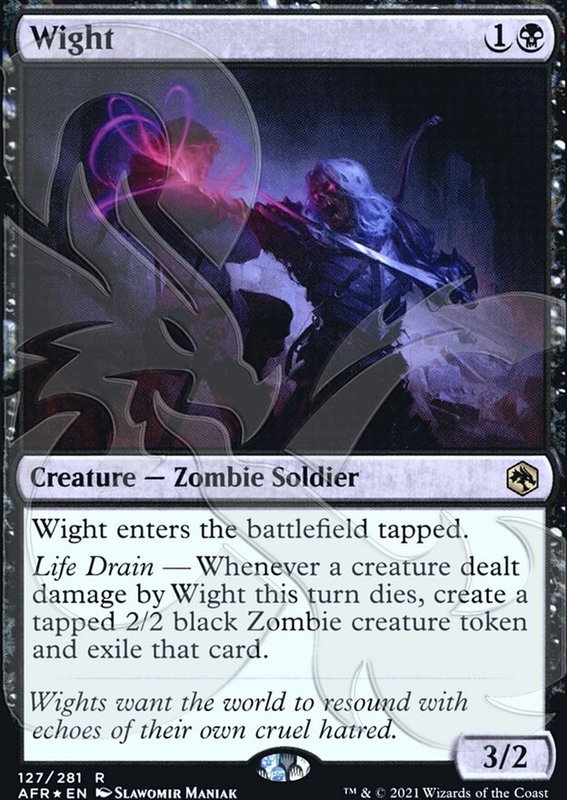 Wight 1
Creature — Zombie Soldier
Wight enters the battlefield tapped.
Life Drain — Whenever a creature dealt
damage by Wight this turn dies, create a
tapped 2/2 black Zombie creature token
and exile that card.
Wights want the world to resound with
echoes of their own cruel hatred.
3/2
127/281 R
AFR★EN SLAWOMIR MANIAK ™ & © 2021 Wizards of the Coast